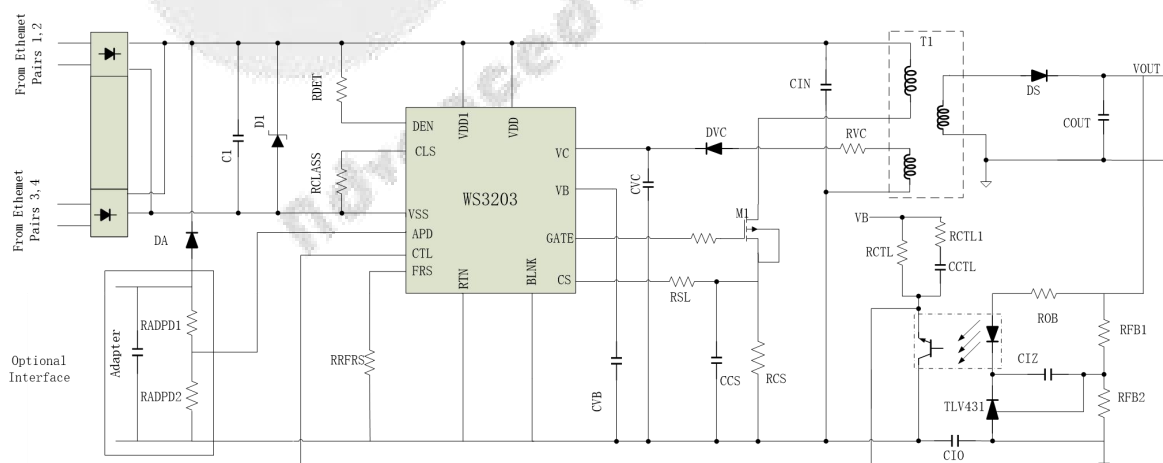 From Ethemet
Pairs 1,2
From Ethemet
Pairs 3,4
T1
VOUT
DS
COUT
CIN
RDET
C1
D1
RCLASS
DEN
VDD1
VDD
CLS
VC
VB
WS3203
VSS
APD
CTL
FRS
GATE
CS
RTN
BLNK
DVC
RVC
CVC
M1
RSL
DA
Adapter
RADPD1
RADPD2
Optional
Interface
RRFRS
CVB
CCS
RCS
VB
RCTL
RCTL1
CCTL
ROB
RFB1
CIZ
TLV431
RFB2
CIO